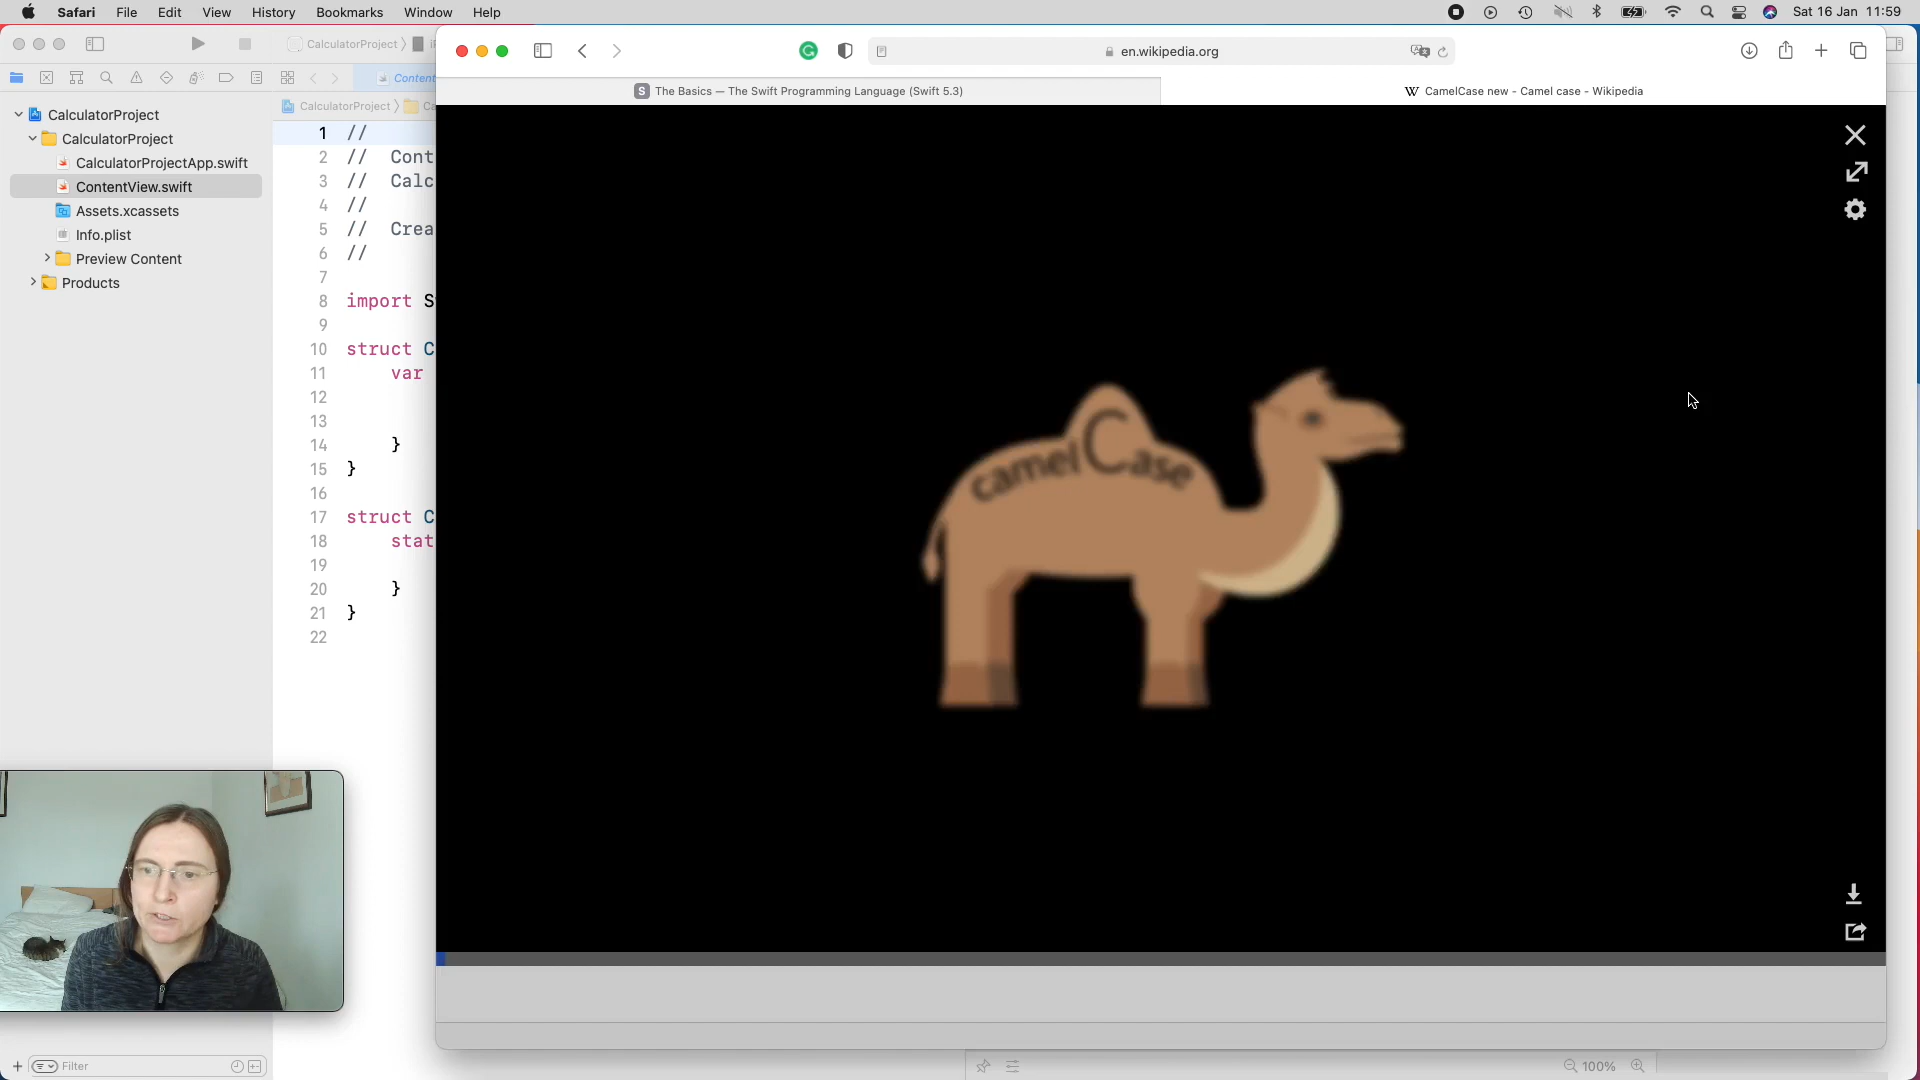 Safari File Edit View History Bookmarks Window Help
Sat 16 Jan 11:59
CalculatorProject
en.wikipedia.org
Content
S The Basics — The Swift Programming Language (Swift 5.3)
W CamelCase new - Camel case - Wikipedia
CalculatorProject
CalculatorProject
CalculatorProjectApp.swift
ContentView.swift
Assets.xcassets
Info.plist
Preview Content
Products
CalculatorProject Ca
1 //
2 // Cont
3 // Calc
4 //
5 // Crea
6 //
7
8 import S
9
10 struct C
11 var
12
13
14 }
15 }
16
17 struct C
18 stat
19
20 }
21 }
22
camelCase
Filter
100%